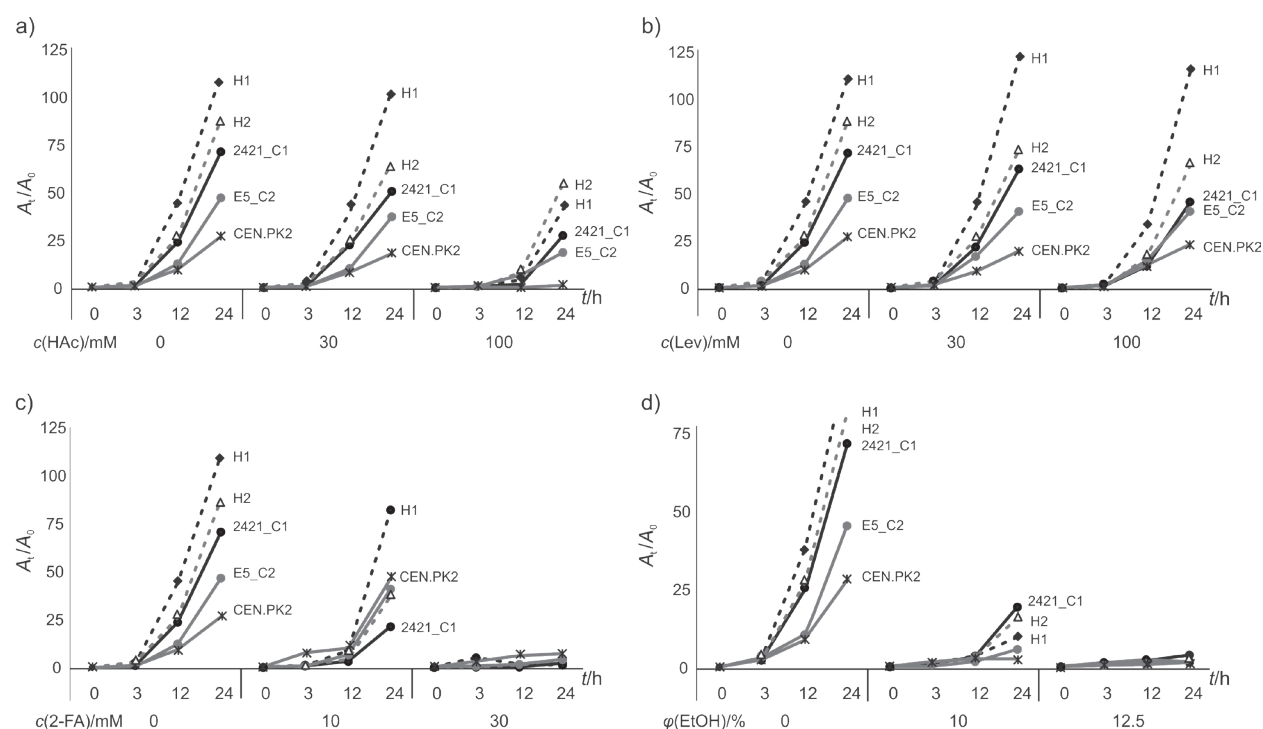 a)
125
100
75
50
25
0
At/A0
H1
H2
2421_C1
E5_C2
CEN.PK2
H1
H2
2421_C1
E5_C2
CEN.PK2
H2
H1
2421_C1
E5_C2
t/h
0 3 12 24 0 3 12 24 0 3 12 24
c(HAc)/mM 0 30 100
b)
125
100
75
50
25
0
At/A0
H1
H2
2421_C1
E5_C2
CEN.PK2
H1
H2
2421_C1
E5_C2
CEN.PK2
H1
H2
2421_C1
E5_C2
CEN.PK2
t/h
0 3 12 24 0 3 12 24 0 3 12 24
c(Lev)/mM 0 30 100
c)
125
100
75
50
25
0
At/A0
H1
H2
2421_C1
E5_C2
CEN.PK2
H1
CEN.PK2
2421_C1
t/h
0 3 12 24 0 3 12 24 0 3 12 24
c(2-FA)/mM 0 10 30
d)
75
50
25
0
At/A0
H1
H2
2421_C1
E5_C2
CEN.PK2
2421_C1
H2
H1
t/h
0 3 12 24 0 3 12 24 0 3 12 24
φ(EtOH)/% 0 10 12.5